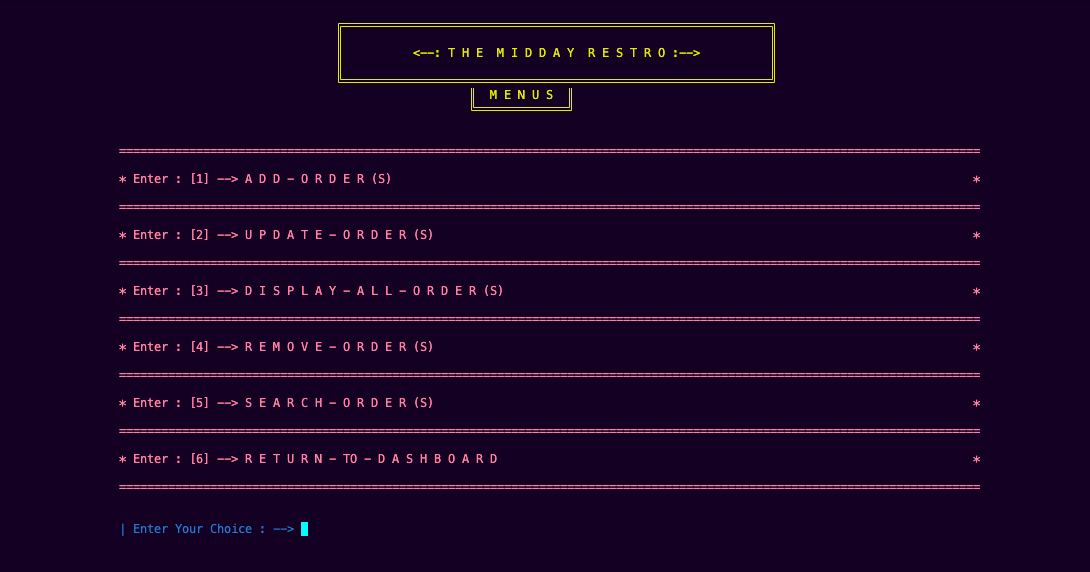 <——: T H E  M I D D A Y  R E S T R O :——>
M E N U S
* Enter : [1] ——> A D D — O R D E R (S) *
* Enter : [2] ——> U P D A T E — O R D E R (S) *
* Enter : [3] ——> D I S P L A Y — A L L — O R D E R (S) *
* Enter : [4] ——> R E M O V E — O R D E R (S) *
* Enter : [5] ——> S E A R C H — O R D E R (S) *
* Enter : [6] ——> R E T U R N — TO — D A S H B O A R D *
| Enter Your Choice : ——>